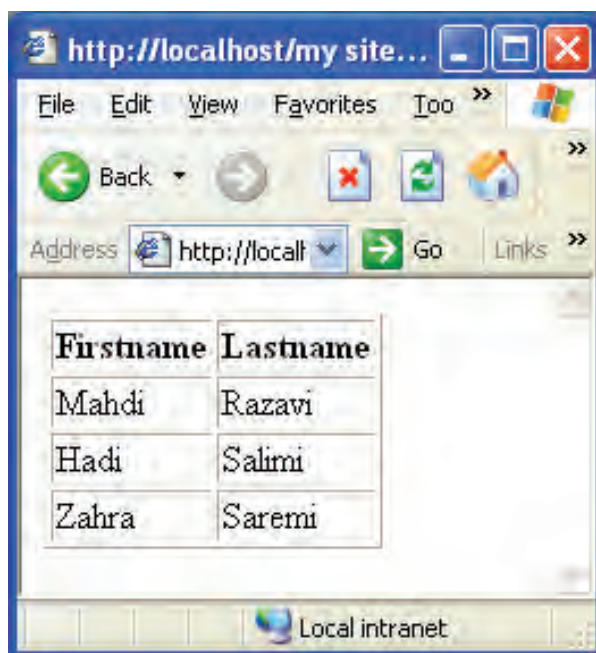 http://localhost/my site...
File Edit View Favorites Too »
Back »
Address http://locall Go Links »
Firstname Lastname
Mahdi Razavi
Hadi Salimi
Zahra Saremi
Local intranet